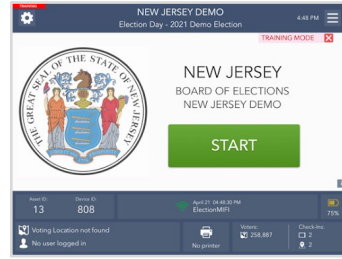 TRAINING
NEW JERSEY DEMO
Election Day - 2021 Demo Election
4:48 PM
TRAINING MODE
THE GREAT SEAL OF THE STATE OF NEW JERSEY
NEW JERSEY
BOARD OF ELECTIONS
NEW JERSEY DEMO
START
Asset ID:
13
Device ID:
808
April 21 04:48:30 PM
ElectionMIFI
75%
Voting Location not found
No user logged in
No printer
Voters:
258,887
Check-Ins:
2
2